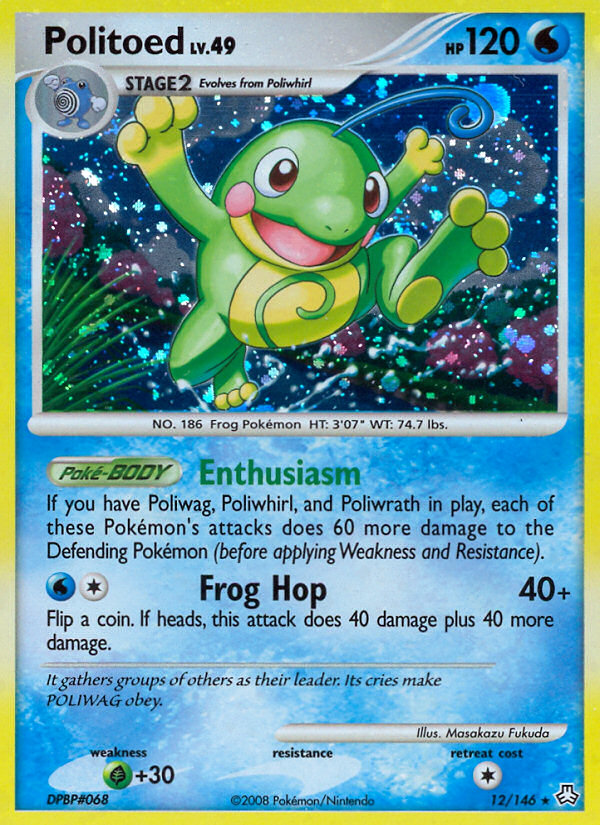 Politoed LV.49 HP 120
STAGE2 Evolves from Poliwhirl
NO. 186 Frog Pokémon HT: 3'07" WT: 74.7 lbs.
Poké-BODY Enthusiasm
If you have Poliwag, Poliwhirl, and Poliwrath in play, each of
these Pokémon's attacks does 60 more damage to the
Defending Pokémon (before applying Weakness and Resistance).
Frog Hop 40+
Flip a coin. If heads, this attack does 40 damage plus 40 more
damage.
It gathers groups of others as their leader. Its cries make
POLIWAG obey.
Illus. Masakazu Fukuda
weakness resistance retreat cost
+30
DPBP#068 ©2008 Pokémon/Nintendo 12/146 ★